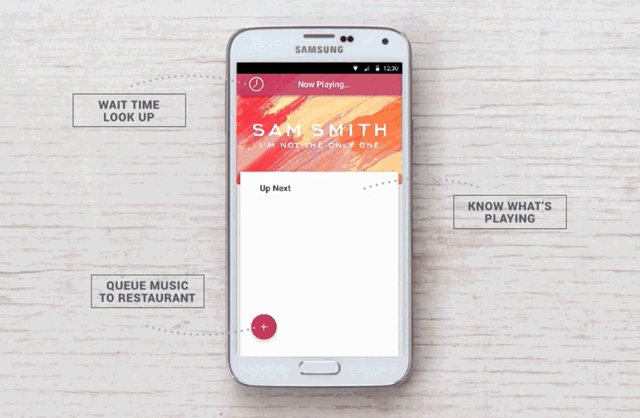 SAMSUNG
12:30
Now Playing...
WAIT TIME
LOOK UP
SAM SMITH
I'M NOT THE ONLY ONE
Up Next
KNOW WHAT'S
PLAYING
QUEUE MUSIC
TO RESTAURANT
+